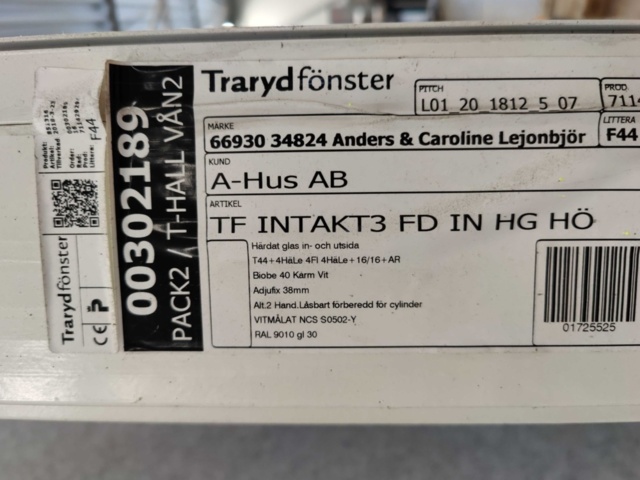 Trarydfönster
PITCH
L01_20_1812_5_07
PROD
MÄRKE
66930 34824 Anders & Caroline Lejonbjör
LITTERA
F44
KUND
A-Hus AB
ARTIKEL
TF INTAKT3 FD IN HG HÖ
Härdat glas in- och utsida
T44+4HäLe 4Fl 4HäLe+16/16+AR
Biobe 40 Karm Vit
Adjufix 38mm
Alt.2 Hand.Låsbart förberedd för cylinder
VITMÅLAT NCS S0502-Y
RAL 9010 gl 30
01725525
00302189
PACK2 / T-HALL VÅN2
Littera: F44
Trarydfönster
CE P